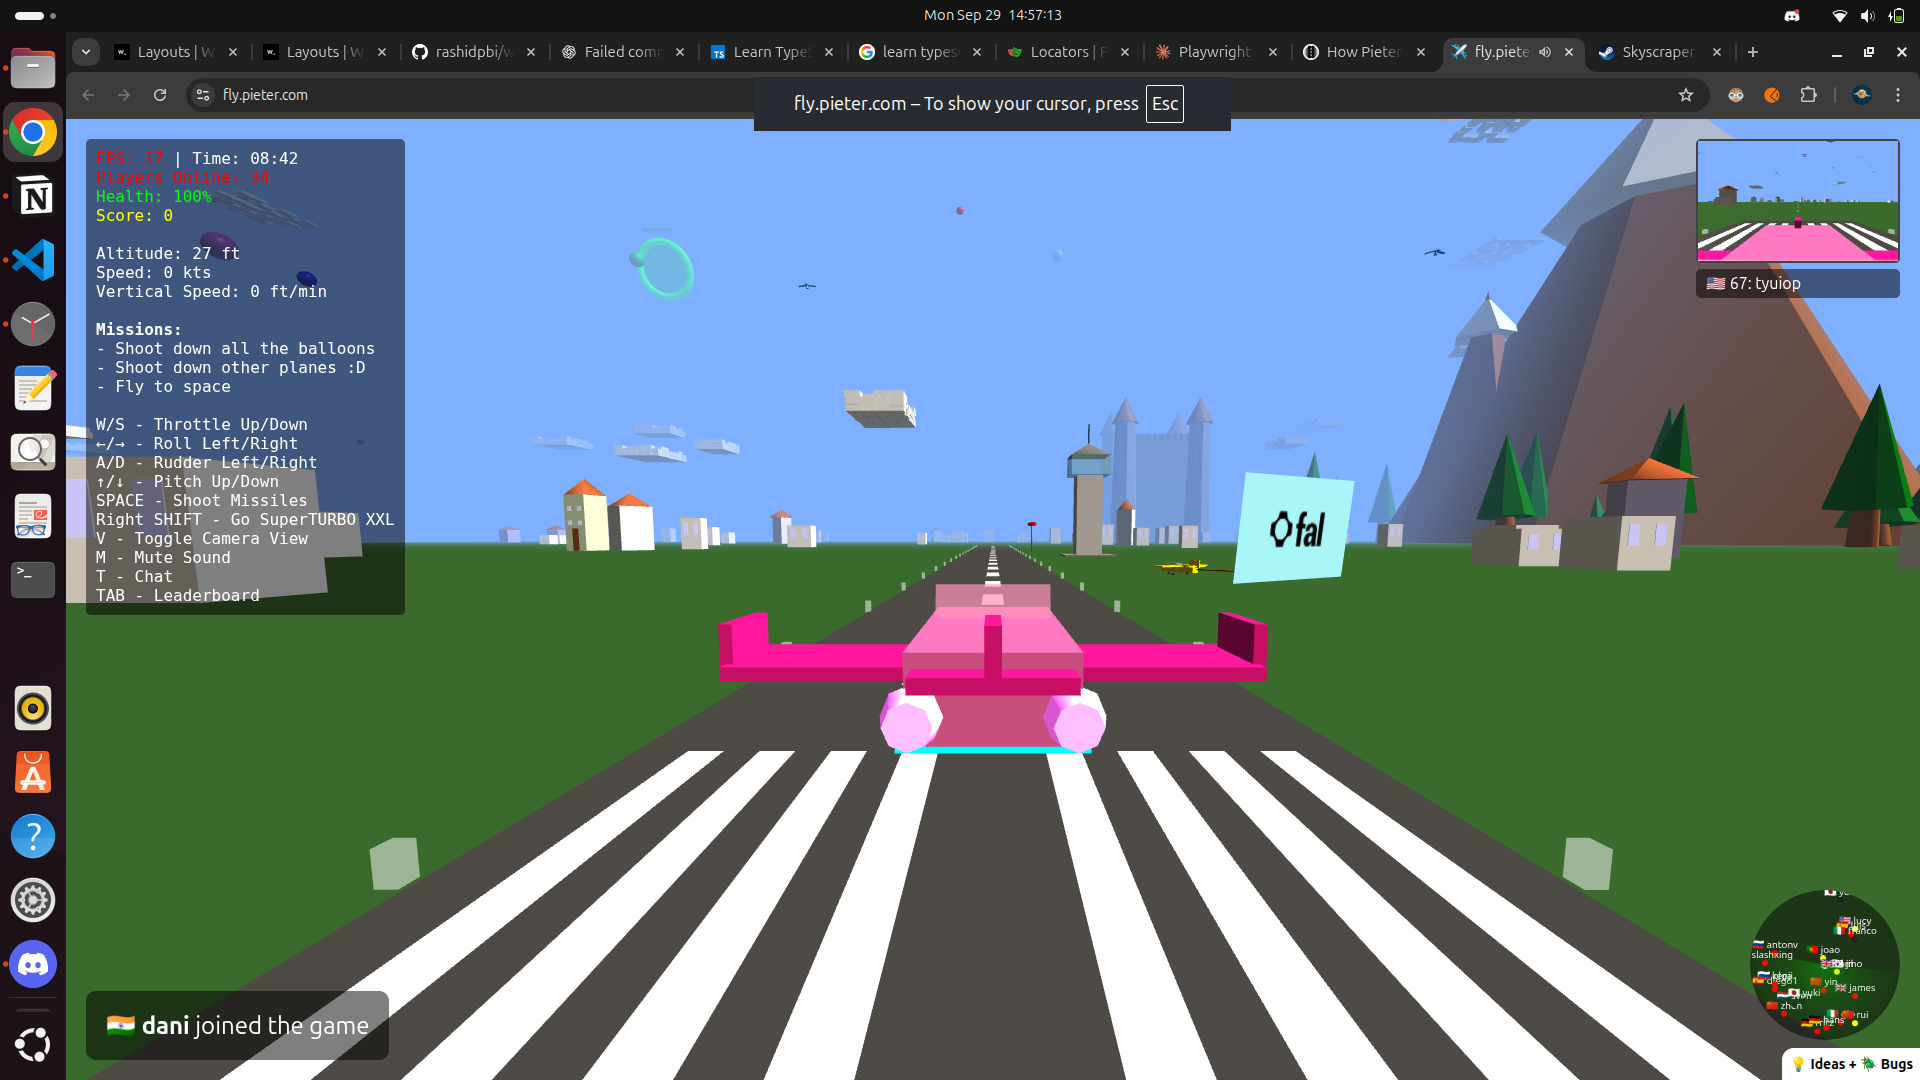 Mon Sep 29 14:57:13
Layouts | W
Layouts | W
rashidpbi/w
Failed com
Learn Type
learn types
Locators | P
Playwright
How Pieter
fly.piete
Skyscraper
fly.pieter.com
fly.pieter.com – To show your cursor, press Esc
FPS: 17 | Time: 08:42
Players Online: 34
Health: 100%
Score: 0
Altitude: 27 ft
Speed: 0 kts
Vertical Speed: 0 ft/min
Missions:
- Shoot down all the balloons
- Shoot down other planes :D
- Fly to space
W/S - Throttle Up/Down
←/→ - Roll Left/Right
A/D - Rudder Left/Right
↑/↓ - Pitch Up/Down
SPACE - Shoot Missiles
Right SHIFT - Go SuperTURBO XXL
V - Toggle Camera View
M - Mute Sound
T - Chat
TAB - Leaderboard
🇺🇸 67: tyuiop
fal
lucy
franco
antonv
joao
slashxing
yin
james
yuki
zhen
rui
hans
🇮🇳 dani joined the game
💡 Ideas + 🪲 Bugs